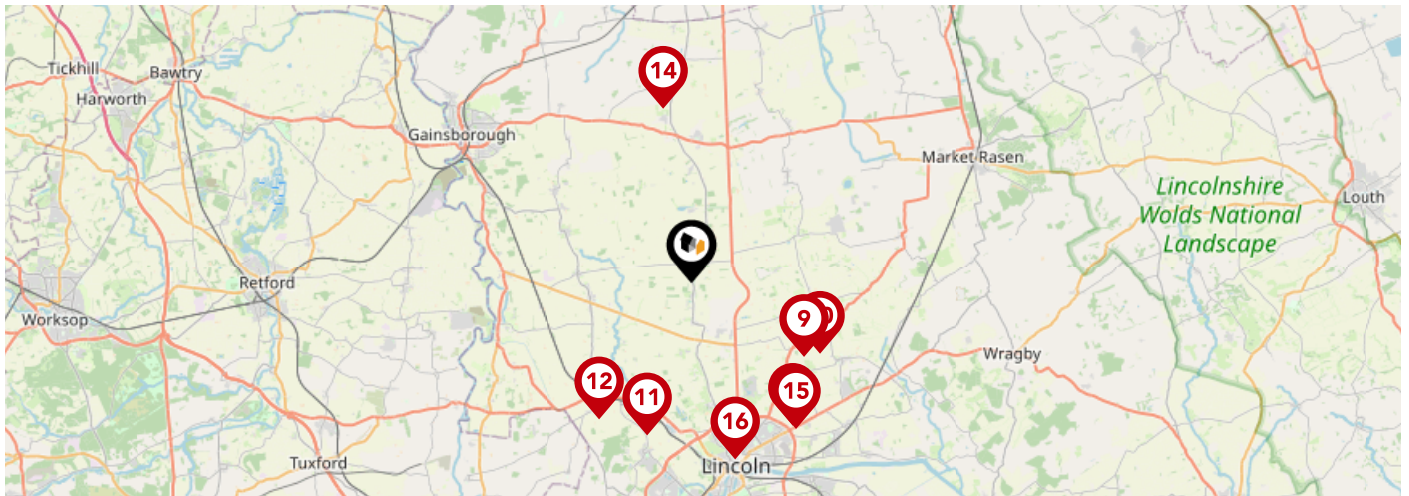 14
Tickhill
Bawtry
Harworth
Gainsborough
Market Rasen
Lincolnshire
Wolds National
Landscape
Louth
Retford
Worksop
9
Wragby
12
11
15
16
Tuxford
Lincoln